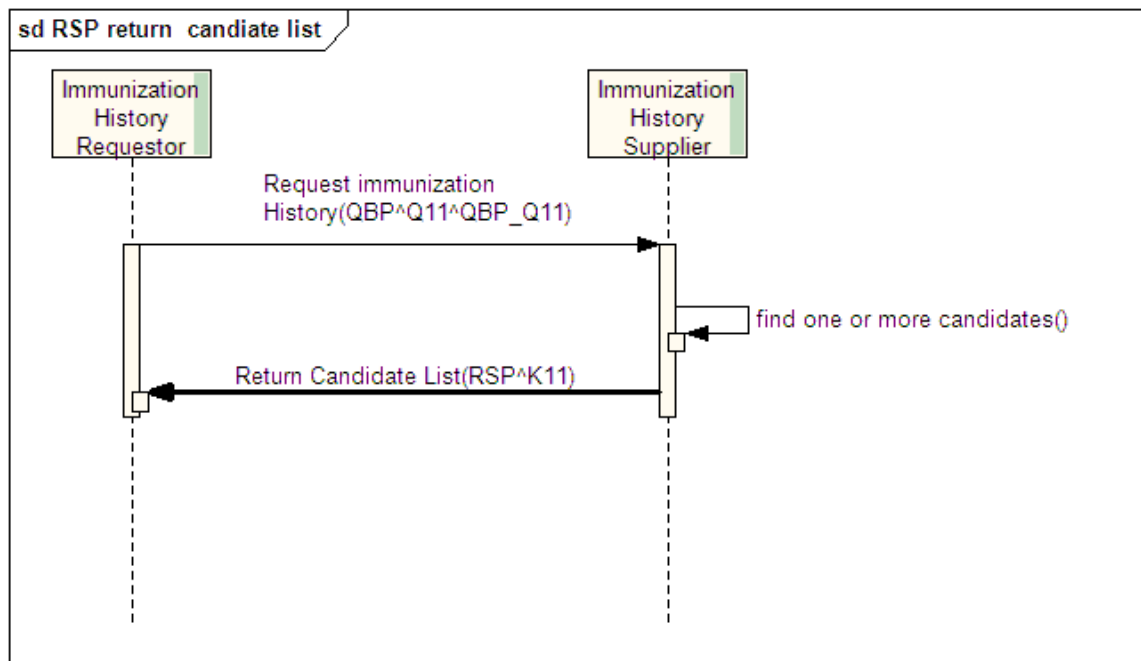 sd RSP return  candiate list
Immunization
History
Requestor
Immunization
History
Supplier
Request immunization
History(QBP^Q11^QBP_Q11)
find one or more candidates()
Return Candidate List(RSP^K11)